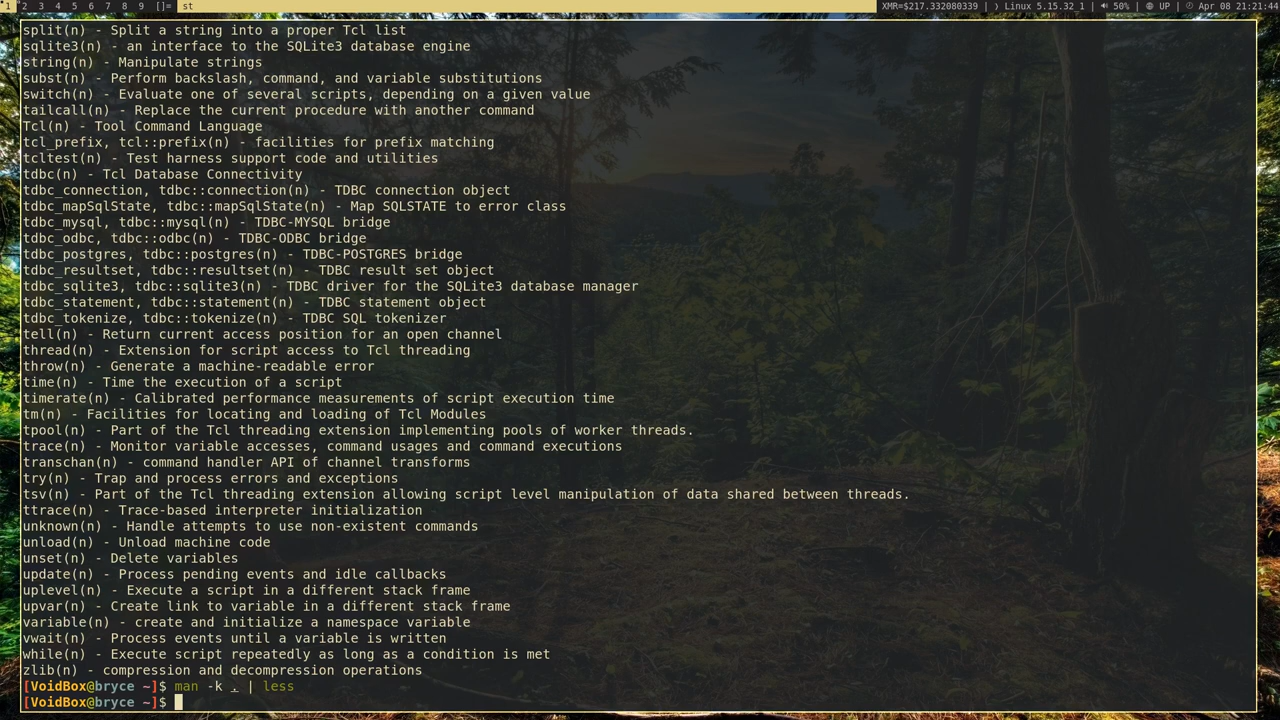 1 2 3 4 5 6 7 8 9 []= st XMR=$217.332080339 | ) Linux 5.15.32_1 | 50% | UP | Apr 08 21:21:44
split(n) - Split a string into a proper Tcl list
sqlite3(n) - an interface to the SQLite3 database engine
string(n) - Manipulate strings
subst(n) - Perform backslash, command, and variable substitutions
switch(n) - Evaluate one of several scripts, depending on a given value
tailcall(n) - Replace the current procedure with another command
Tcl(n) - Tool Command Language
tcl_prefix, tcl::prefix(n) - facilities for prefix matching
tcltest(n) - Test harness support code and utilities
tdbc(n) - Tcl Database Connectivity
tdbc_connection, tdbc::connection(n) - TDBC connection object
tdbc_mapSqlState, tdbc::mapSqlState(n) - Map SQLSTATE to error class
tdbc_mysql, tdbc::mysql(n) - TDBC-MYSQL bridge
tdbc_odbc, tdbc::odbc(n) - TDBC-ODBC bridge
tdbc_postgres, tdbc::postgres(n) - TDBC-POSTGRES bridge
tdbc_resultset, tdbc::resultset(n) - TDBC result set object
tdbc_sqlite3, tdbc::sqlite3(n) - TDBC driver for the SQLite3 database manager
tdbc_statement, tdbc::statement(n) - TDBC statement object
tdbc_tokenize, tdbc::tokenize(n) - TDBC SQL tokenizer
tell(n) - Return current access position for an open channel
thread(n) - Extension for script access to Tcl threading
throw(n) - Generate a machine-readable error
time(n) - Time the execution of a script
timerate(n) - Calibrated performance measurements of script execution time
tm(n) - Facilities for locating and loading of Tcl Modules
tpool(n) - Part of the Tcl threading extension implementing pools of worker threads.
trace(n) - Monitor variable accesses, command usages and command executions
transchan(n) - command handler API of channel transforms
try(n) - Trap and process errors and exceptions
tsv(n) - Part of the Tcl threading extension allowing script level manipulation of data shared between threads.
ttrace(n) - Trace-based interpreter initialization
unknown(n) - Handle attempts to use non-existent commands
unload(n) - Unload machine code
unset(n) - Delete variables
update(n) - Process pending events and idle callbacks
uplevel(n) - Execute a script in a different stack frame
upvar(n) - Create link to variable in a different stack frame
variable(n) - create and initialize a namespace variable
vwait(n) - Process events until a variable is written
while(n) - Execute script repeatedly as long as a condition is met
zlib(n) - compression and decompression operations
[VoidBox@bryce ~]$ man -k . | less
[VoidBox@bryce ~]$